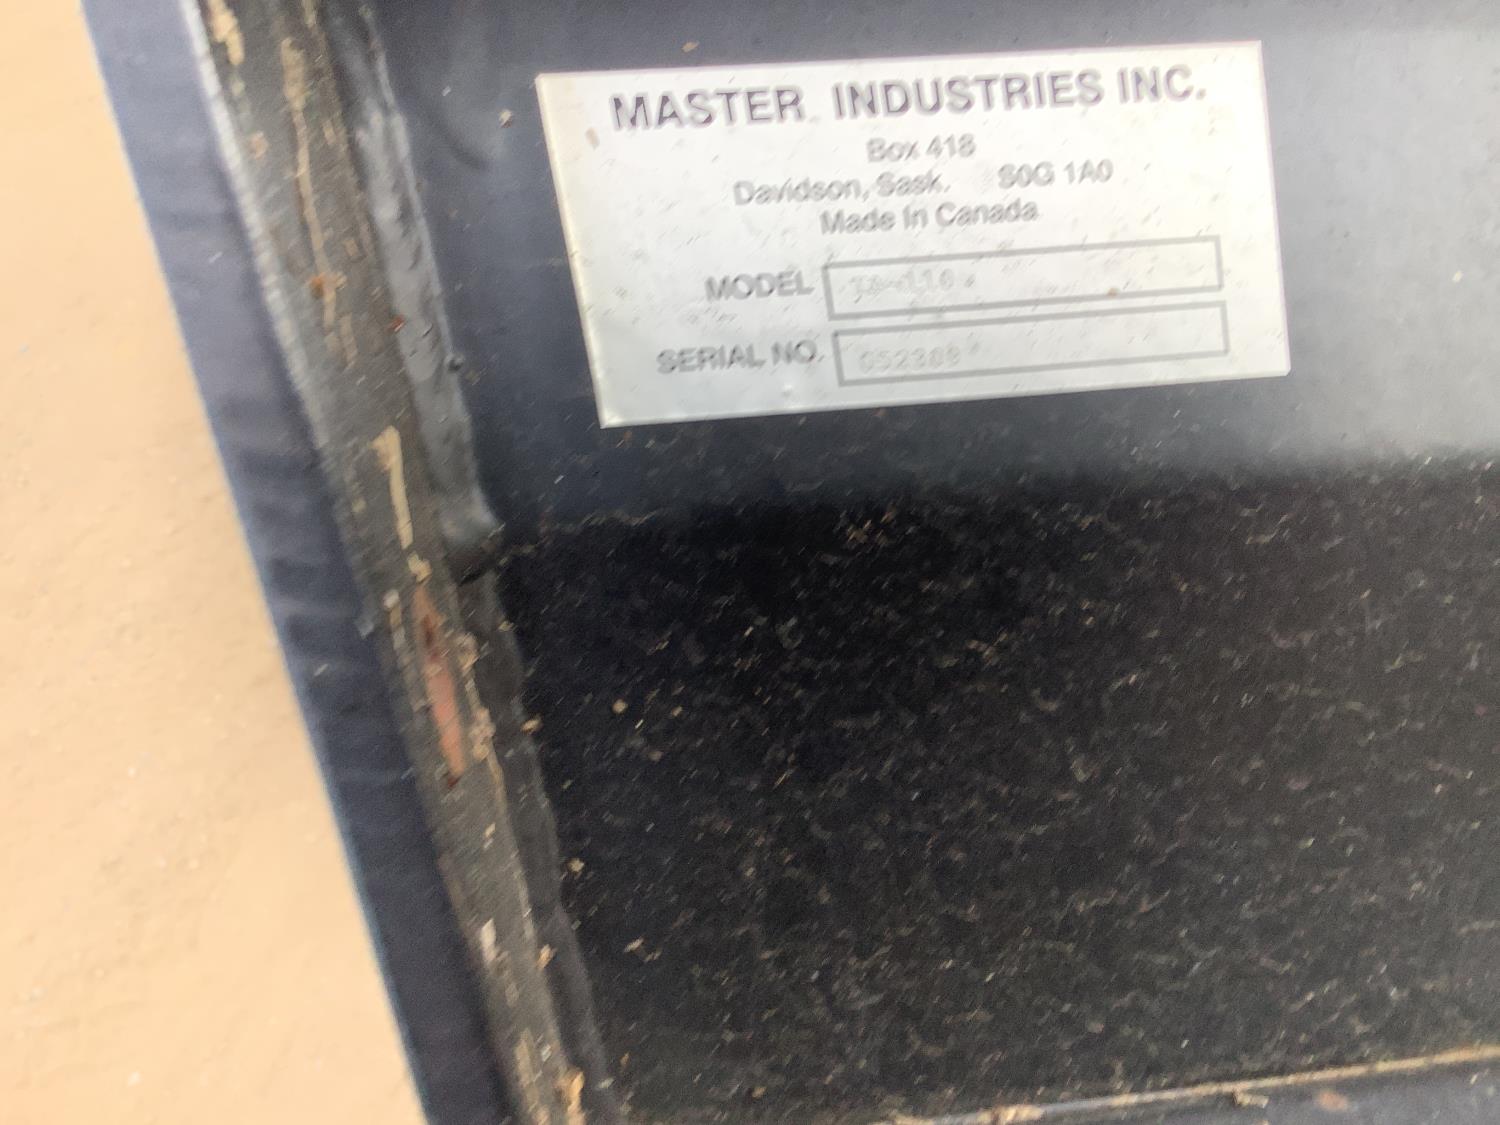 MASTER INDUSTRIES INC.
Box 418
Davidson, Sask. S0G 1A0
Made In Canada
MODEL
SERIAL NO.